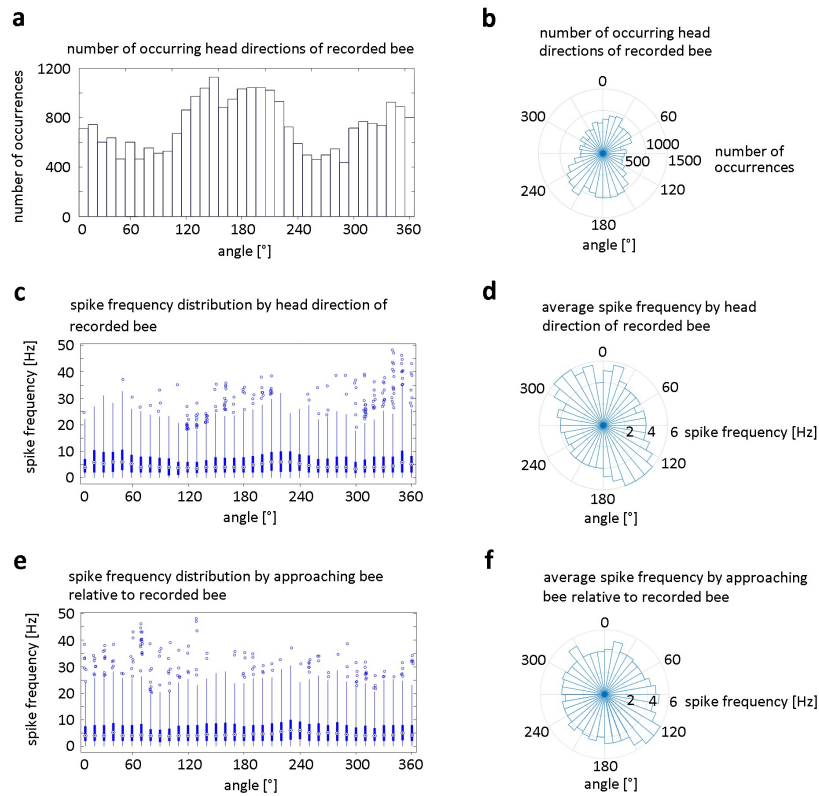 a
number of occurring head directions of recorded bee
number of occurrences
1200
800
400
0
0 60 120 180 240 300 360
angle [°]
b
number of occurring head
directions of recorded bee
0
300 60
1000
500 1500
number of
occurrences
240 120
180
angle [°]
c
spike frequency distribution by head direction of
recorded bee
spike frequency [Hz]
50
40
30
20
10
0
0 60 120 180 240 300 360
angle [°]
d
average spike frequency by head
direction of recorded bee
0
300 60
2 4 6 spike frequency [Hz]
240 120
180
angle [°]
e
spike frequency distribution by approaching bee
relative to recorded bee
spike frequency [Hz]
50
40
30
20
10
0
0 60 120 180 240 300 360
angle [°]
f
average spike frequency by approaching
bee relative to recorded bee
0
300 60
2 4 6 spike frequency [Hz]
240 120
180
angle [°]